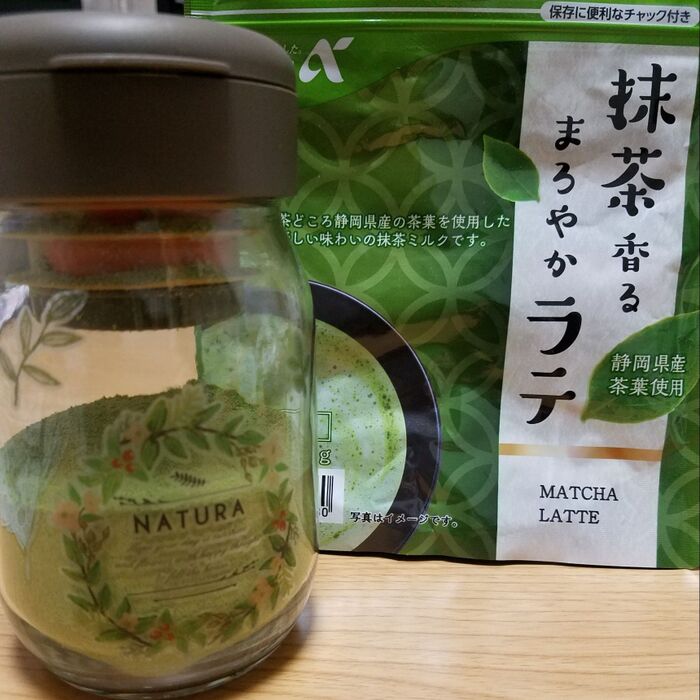 保存に便利なチャック付き
抹茶香る
まろやか
ラテ
茶どころ静岡県産の茶葉を使用した
しい味わいの抹茶ミルクです。
静岡県産
茶葉使用
MATCHA
LATTE
g
写真はイメージです。
NATURA